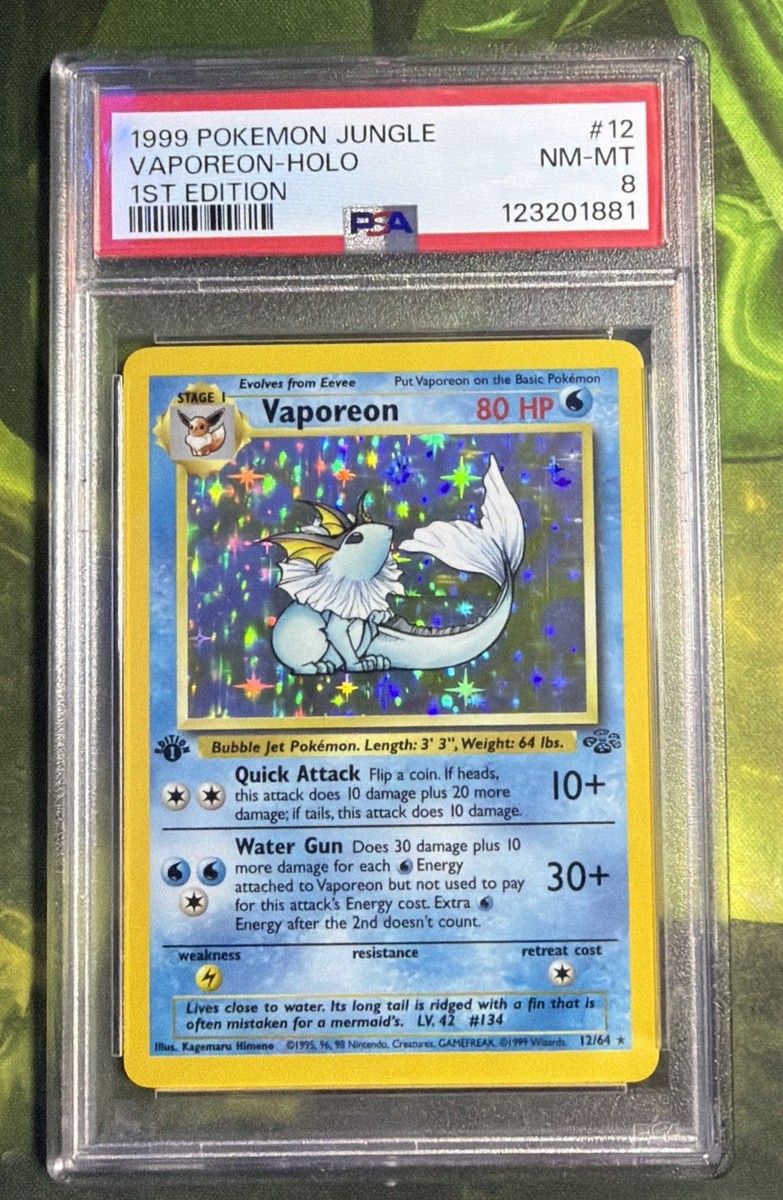 1999 POKEMON JUNGLE #12
VAPOREON-HOLO NM-MT
1ST EDITION 8
PSA 123201881
Evolves from Eevee Put Vaporeon on the Basic Pokémon
STAGE 1
Vaporeon 80 HP
EDITION
1
Bubble Jet Pokémon. Length: 3' 3", Weight: 64 lbs.
Quick Attack Flip a coin. If heads,
this attack does 10 damage plus 20 more
damage; if tails, this attack does 10 damage.
10+
Water Gun Does 30 damage plus 10
more damage for each Energy
attached to Vaporeon but not used to pay
for this attack's Energy cost. Extra
Energy after the 2nd doesn't count.
30+
weakness resistance retreat cost
Lives close to water. Its long tail is ridged with a fin that is
often mistaken for a mermaid's. LV. 42 #134
Illus. Kagemaru Himeno ©1995, 96, 98 Nintendo, Creatures, GAMEFREAK. ©1999 Wizards. 12/64 ★